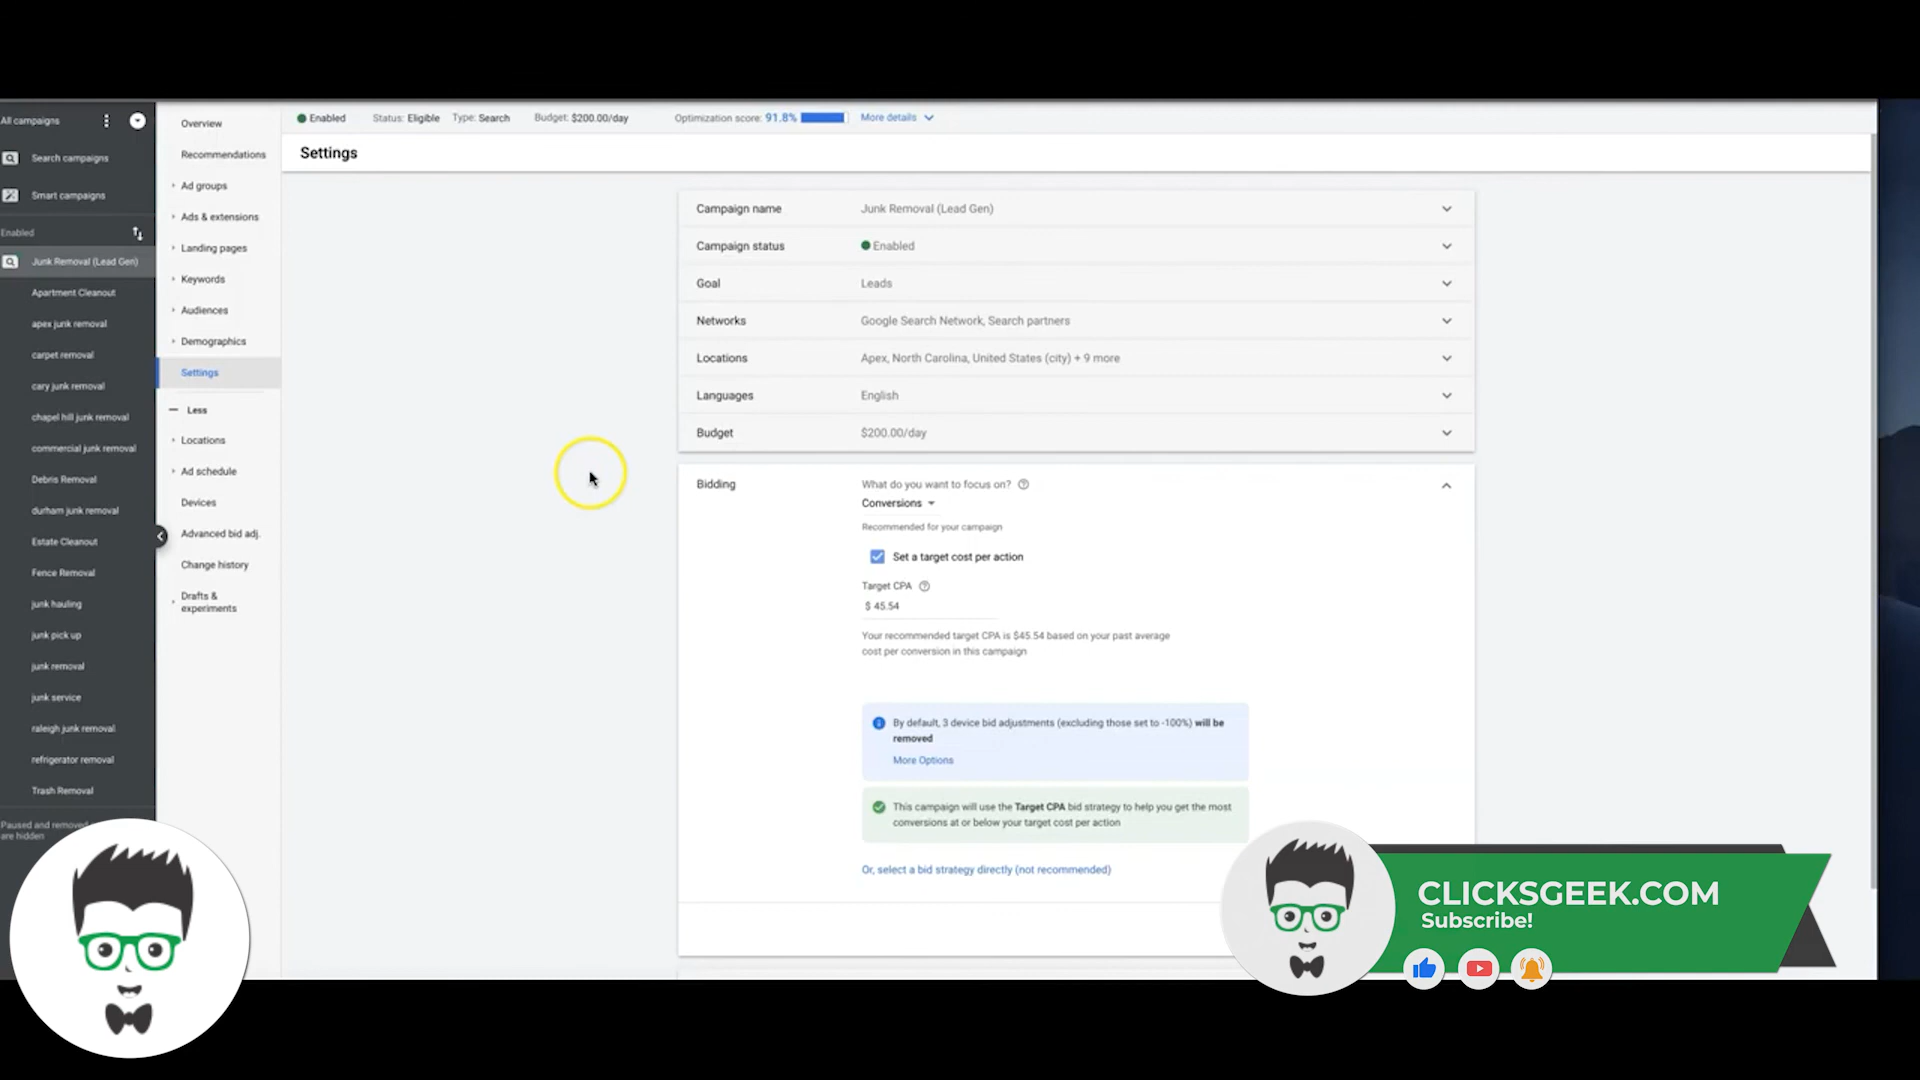 All campaigns
Search campaigns
Smart campaigns
Enabled
Junk Removal (Lead Gen)
Apartment Cleanout
apex junk removal
carpet removal
cary junk removal
chapel hill junk removal
commercial junk removal
Debris Removal
durham junk removal
Estate Cleanout
Fence Removal
junk hauling
junk pick up
junk removal
junk service
raleigh junk removal
refrigerator removal
Trash Removal
Paused and removed
are hidden
Overview
Recommendations
Ad groups
Ads & extensions
Landing pages
Keywords
Audiences
Demographics
Settings
Less
Locations
Ad schedule
Devices
Advanced bid adj.
Change history
Drafts &
experiments
Enabled Status: Eligible Type: Search Budget: $200.00/day Optimization score: 91.8% More details
Settings
Campaign name Junk Removal (Lead Gen)
Campaign status Enabled
Goal Leads
Networks Google Search Network, Search partners
Locations Apex, North Carolina, United States (city) + 9 more
Languages English
Budget $200.00/day
Bidding What do you want to focus on?
Conversions
Recommended for your campaign
Set a target cost per action
Target CPA
$ 45.54
Your recommended target CPA is $45.54 based on your past average
cost per conversion in this campaign
By default, 3 device bid adjustments (excluding those set to -100%) will be
removed
More Options
This campaign will use the Target CPA bid strategy to help you get the most
conversions at or below your target cost per action
Or, select a bid strategy directly (not recommended)
CLICKSGEEK.COM
Subscribe!